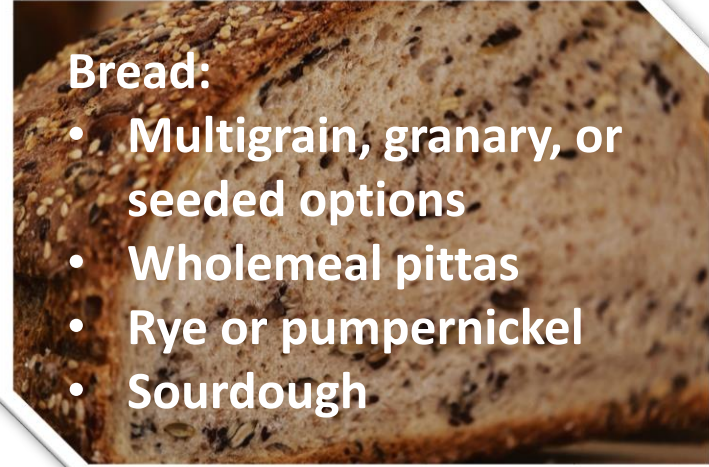 Bread:
• Multigrain, granary, or
seeded options
• Wholemeal pittas
• Rye or pumpernickel
• Sourdough